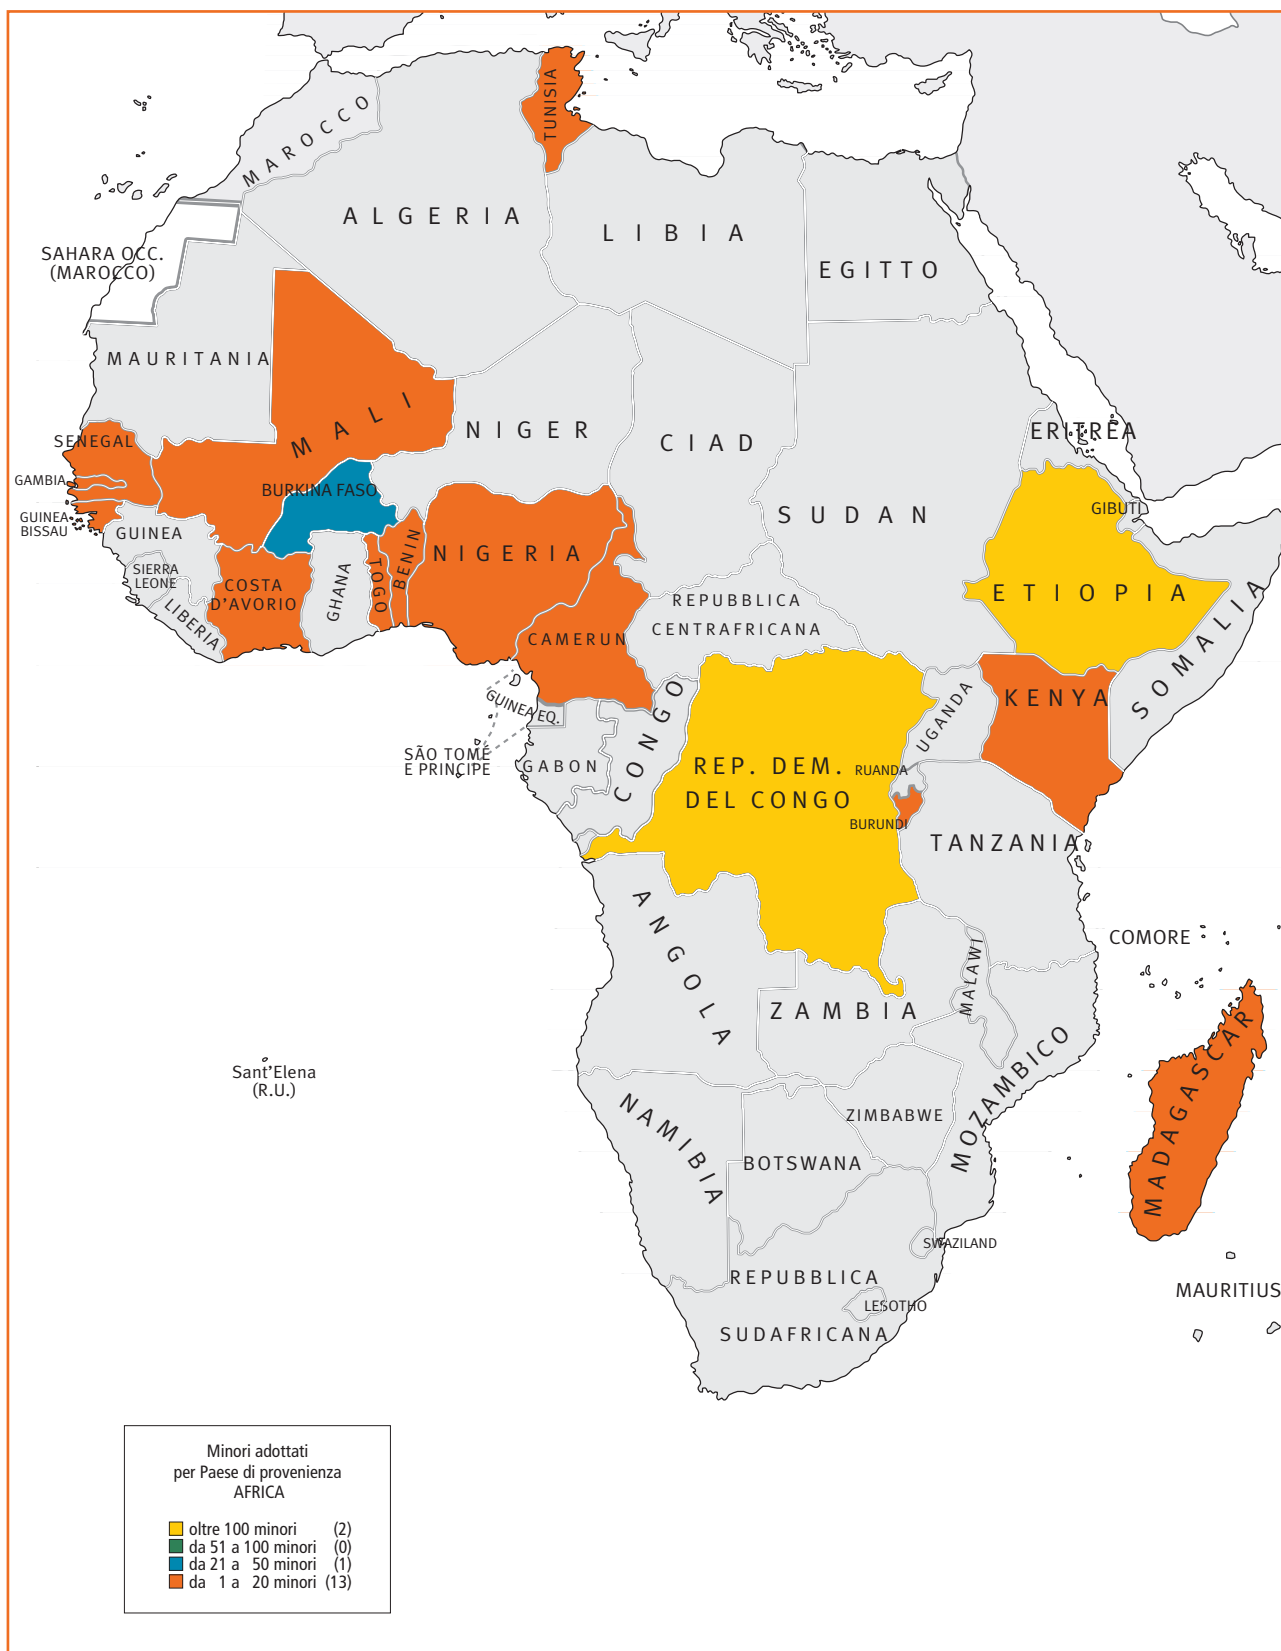 TUNISIA
MAROCCO
ALGERIA
LIBIA
EGITTO
SAHARA OCC.
(MAROCCO)
MAURITANIA
MALI
NIGER
CIAD
SUDAN
ERITREA
SENEGAL
GAMBIA
GUINEA
BISSAU
GUINEA
SIERRA
LEONE
LIBERIA
COSTA
D'AVORIO
BURKINA FASO
GHANA
TOGO
BENIN
NIGERIA
CAMERUN
REPUBBLICA
CENTRAFRICANA
GIBUTI
ETIOPIA
SOMALIA
GUINEA EQ.
SÃO TOMÉ
E PRINCIPE
GABON
CONGO
REP. DEM.
DEL CONGO
UGANDA
KENYA
RUANDA
BURUNDI
TANZANIA
ANGOLA
ZAMBIA
MALAWI
COMORE
MOZAMBICO
MADAGASCAR
Sant'Elena
(R.U.)
NAMIBIA
ZIMBABWE
BOTSWANA
SWAZILAND
REPUBBLICA
LESOTHO
SUDAFRICANA
MAURITIUS
Minori adottati
per Paese di provenienza
AFRICA
oltre 100 minori (2)
da 51 a 100 minori (0)
da 21 a 50 minori (1)
da 1 a 20 minori (13)